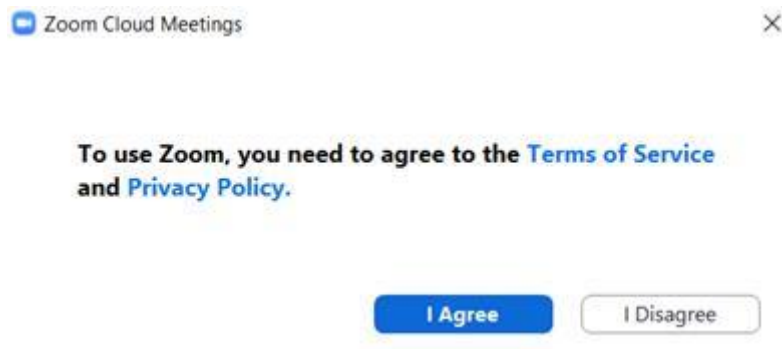 Zoom Cloud Meetings
To use Zoom, you need to agree to the Terms of Service
and Privacy Policy.
I Agree
I Disagree